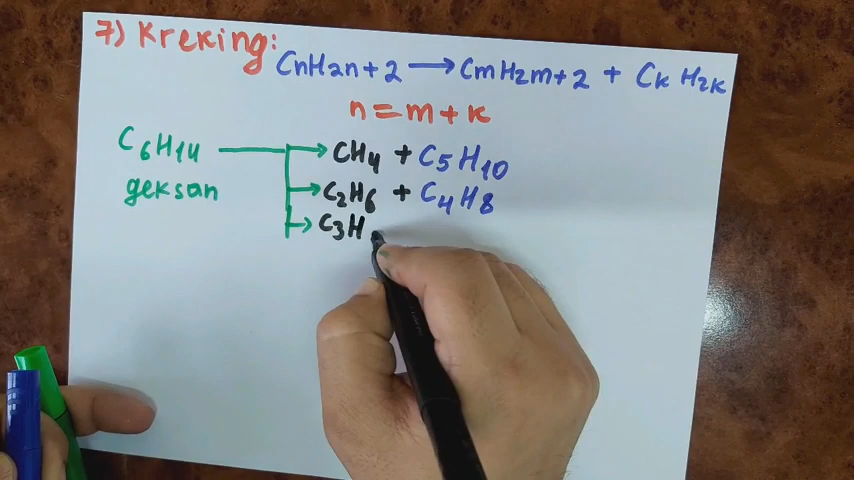 7) Kreking:
CnH2n+2 → CmH2m+2 + CkH2k
n=m+k
C6H14 → CH4 + C5H10
geksan → C2H6 + C4H8
→ C3H